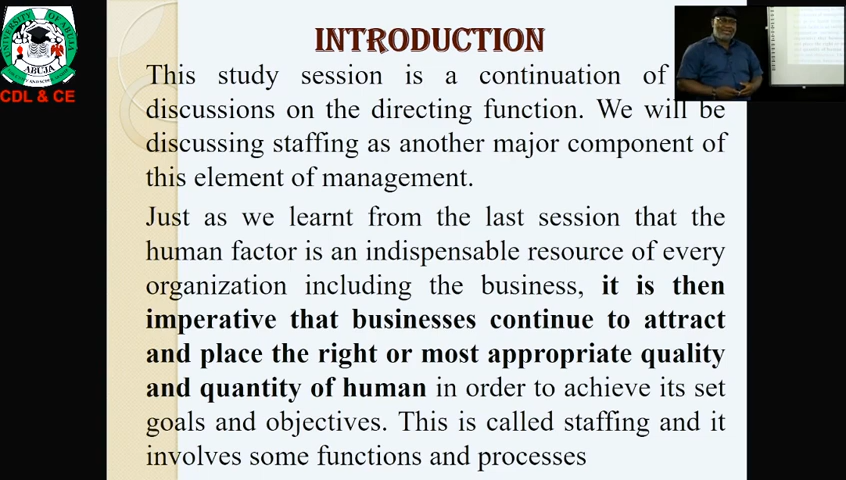 INTRODUCTION
This study session is a continuation of
discussions on the directing function. We will be
discussing staffing as another major component of
this element of management.
Just as we learnt from the last session that the
human factor is an indispensable resource of every
organization including the business, it is then
imperative that businesses continue to attract
and place the right or most appropriate quality
and quantity of human in order to achieve its set
goals and objectives. This is called staffing and it
involves some functions and processes
UNIVERSITY OF ABUJA
ABUJA
CDL & CE